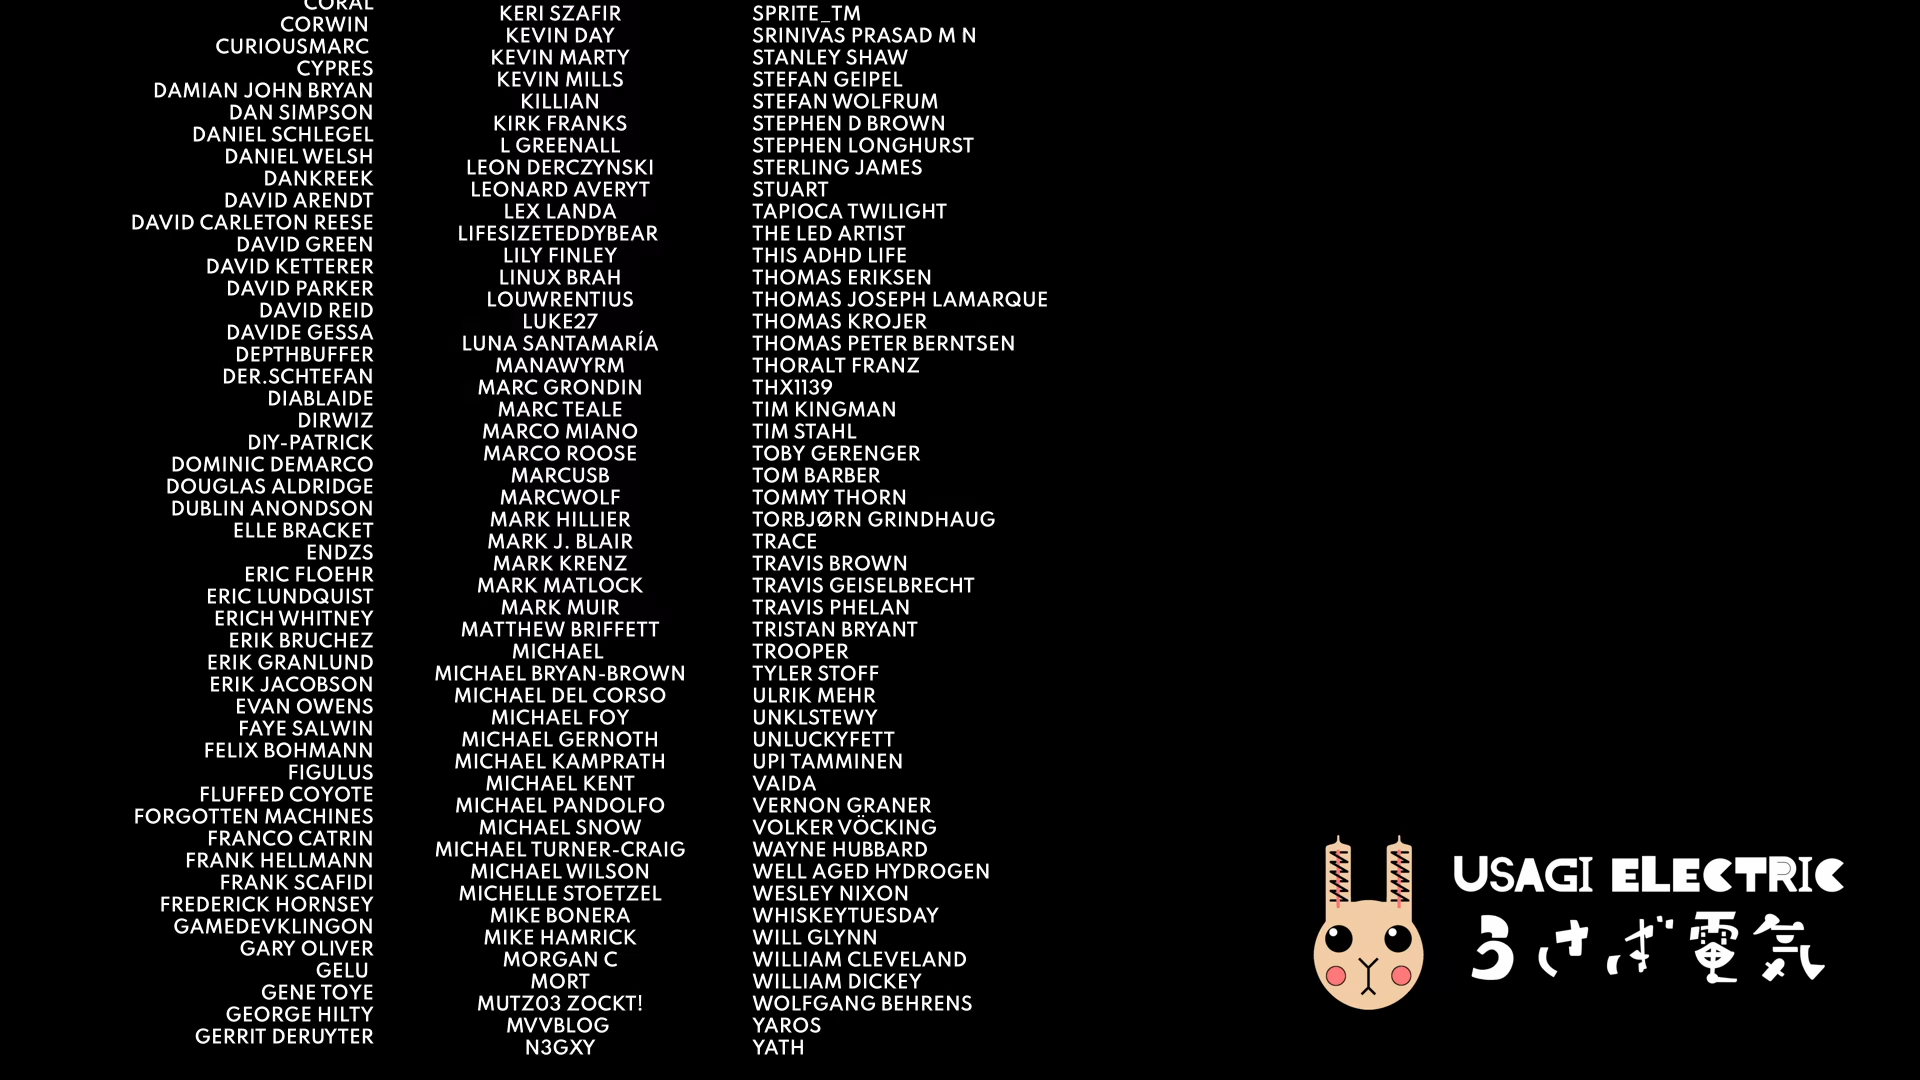 CORAL
CORWIN
CURIOUSMARC
CYPRES
DAMIAN JOHN BRYAN
DAN SIMPSON
DANIEL SCHLEGEL
DANIEL WELSH
DANKREEK
DAVID ARENDT
DAVID CARLETON REESE
DAVID GREEN
DAVID KETTERER
DAVID PARKER
DAVID REID
DAVIDE GESSA
DEPTHBUFFER
DER.SCHTEFAN
DIABLAIDE
DIRWIZ
DIY-PATRICK
DOMINIC DEMARCO
DOUGLAS ALDRIDGE
DUBLIN ANONDSON
ELLE BRACKET
ENDZS
ERIC FLOEHR
ERIC LUNDQUIST
ERICH WHITNEY
ERIK BRUCHEZ
ERIK GRANLUND
ERIK JACOBSON
EVAN OWENS
FAYE SALWIN
FELIX BOHMANN
FIGULUS
FLUFFED COYOTE
FORGOTTEN MACHINES
FRANCO CATRIN
FRANK HELLMANN
FRANK SCAFIDI
FREDERICK HORNSEY
GAMEDEVKLINGON
GARY OLIVER
GELU
GENE TOYE
GEORGE HILTY
GERRIT DERUYTER
KERI SZAFIR
KEVIN DAY
KEVIN MARTY
KEVIN MILLS
KILLIAN
KIRK FRANKS
L GREENALL
LEON DERCZYNSKI
LEONARD AVERYT
LEX LANDA
LIFESIZETEDDYBEAR
LILY FINLEY
LINUX BRAH
LOUWRENTIUS
LUKE27
LUNA SANTAMARÍA
MANAWYRM
MARC GRONDIN
MARC TEALE
MARCO MIANO
MARCO ROOSE
MARCUSB
MARCWOLF
MARK HILLIER
MARK J. BLAIR
MARK KRENZ
MARK MATLOCK
MARK MUIR
MATTHEW BRIFFETT
MICHAEL
MICHAEL BRYAN-BROWN
MICHAEL DEL CORSO
MICHAEL FOY
MICHAEL GERNOTH
MICHAEL KAMPRATH
MICHAEL KENT
MICHAEL PANDOLFO
MICHAEL SNOW
MICHAEL TURNER-CRAIG
MICHAEL WILSON
MICHELLE STOETZEL
MIKE BONERA
MIKE HAMRICK
MORGAN C
MORT
MUTZ03 ZOCKT!
MVVBLOG
N3GXY
SPRITE_TM
SRINIVAS PRASAD M N
STANLEY SHAW
STEFAN GEIPEL
STEFAN WOLFRUM
STEPHEN D BROWN
STEPHEN LONGHURST
STERLING JAMES
STUART
TAPIOCA TWILIGHT
THE LED ARTIST
THIS ADHD LIFE
THOMAS ERIKSEN
THOMAS JOSEPH LAMARQUE
THOMAS KROJER
THOMAS PETER BERNTSEN
THORALT FRANZ
THX1139
TIM KINGMAN
TIM STAHL
TOBY GERENGER
TOM BARBER
TOMMY THORN
TORBJØRN GRINDHAUG
TRACE
TRAVIS BROWN
TRAVIS GEISELBRECHT
TRAVIS PHELAN
TRISTAN BRYANT
TROOPER
TYLER STOFF
ULRIK MEHR
UNKLSTEWY
UNLUCKYFETT
UPI TAMMINEN
VAIDA
VERNON GRANER
VOLKER VÖCKING
WAYNE HUBBARD
WELL AGED HYDROGEN
WESLEY NIXON
WHISKEYTUESDAY
WILL GLYNN
WILLIAM CLEVELAND
WILLIAM DICKEY
WOLFGANG BEHRENS
YAROS
YATH
USAGI ELECTRIC
うさぎ電気